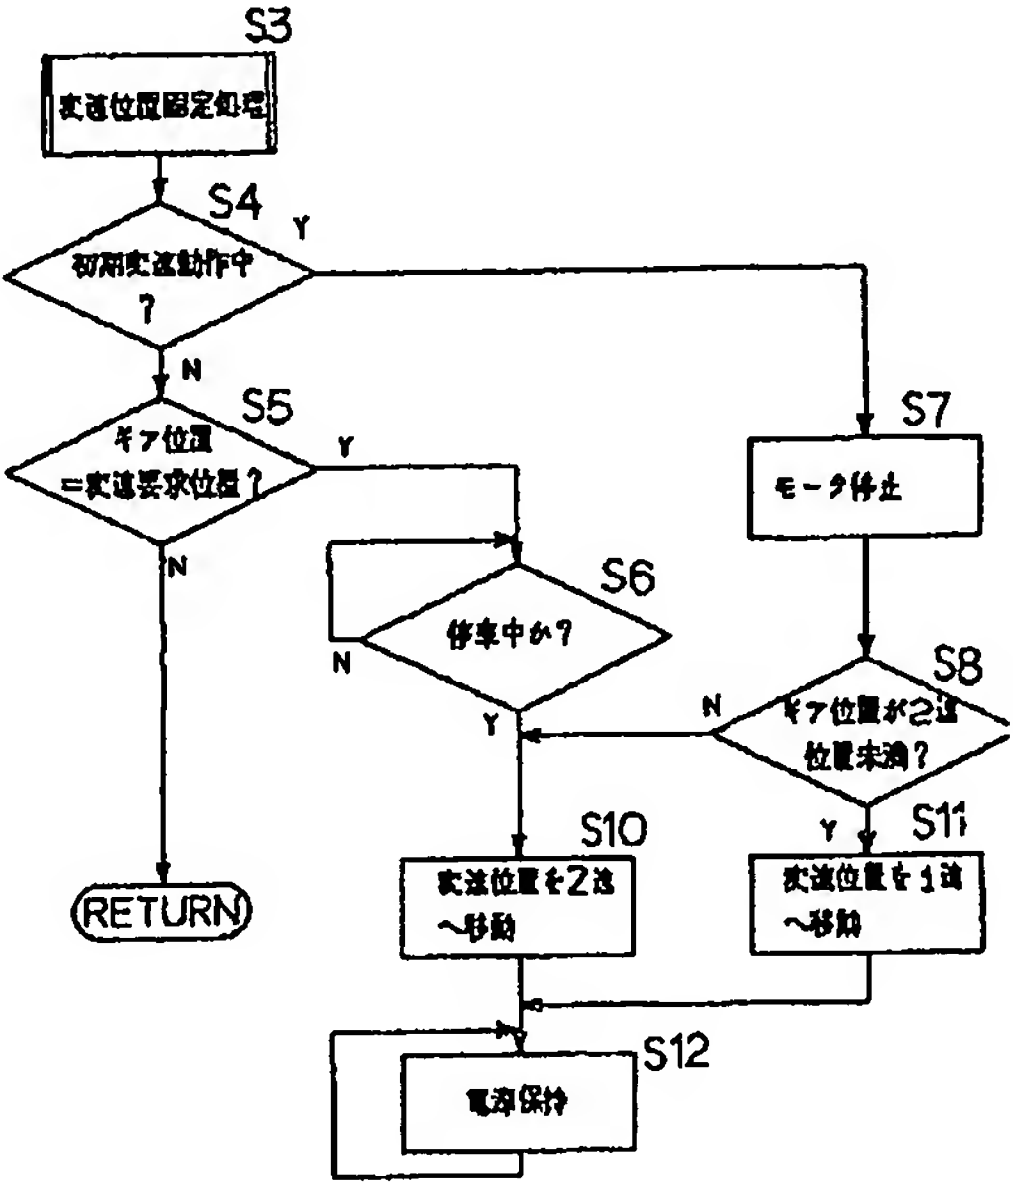 S3
変速位置固定処理
S4
Y
初期変速動作中
?
N
S5
ギア位置
=変速要求位置?
Y
N
S7
モータ停止
S6
停車中か?
N
Y
S8
N
ギア位置が2速
位置未満?
Y
S10
変速位置を2速
へ移動
S11
変速位置を1速
へ移動
RETURN
S12
電源保持